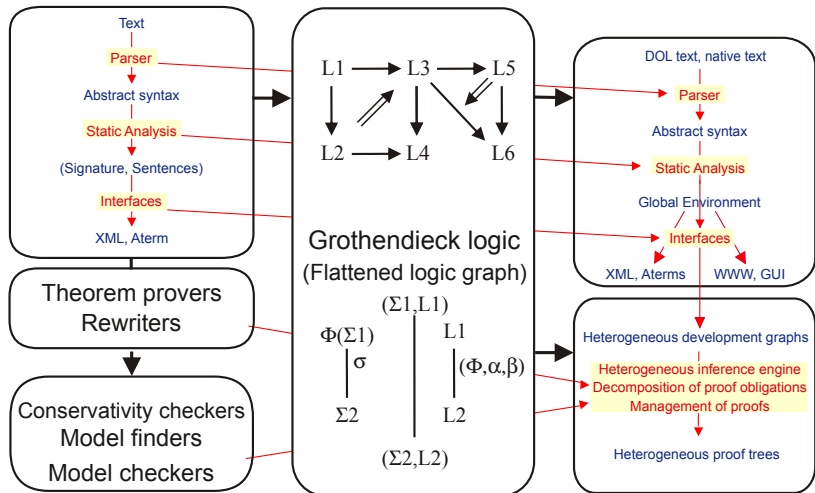 Text
Parser
Abstract syntax
Static Analysis
(Signature, Sentences)
Interfaces
XML, Aterm
Theorem provers
Rewriters
Conservativity checkers
Model finders
Model checkers
L1 L3 L5
L2 L4 L6
Grothendieck logic
(Flattened logic graph)
(Σ1,L1)
Φ(Σ1) L1
σ (Φ,α,β)
Σ2 L2
(Σ2,L2)
DOL text, native text
Parser
Abstract syntax
Static Analysis
Global Environment
Interfaces
XML, Aterms WWW, GUI
Heterogeneous development graphs
Heterogeneous inference engine
Decomposition of proof obligations
Management of proofs
Heterogeneous proof trees